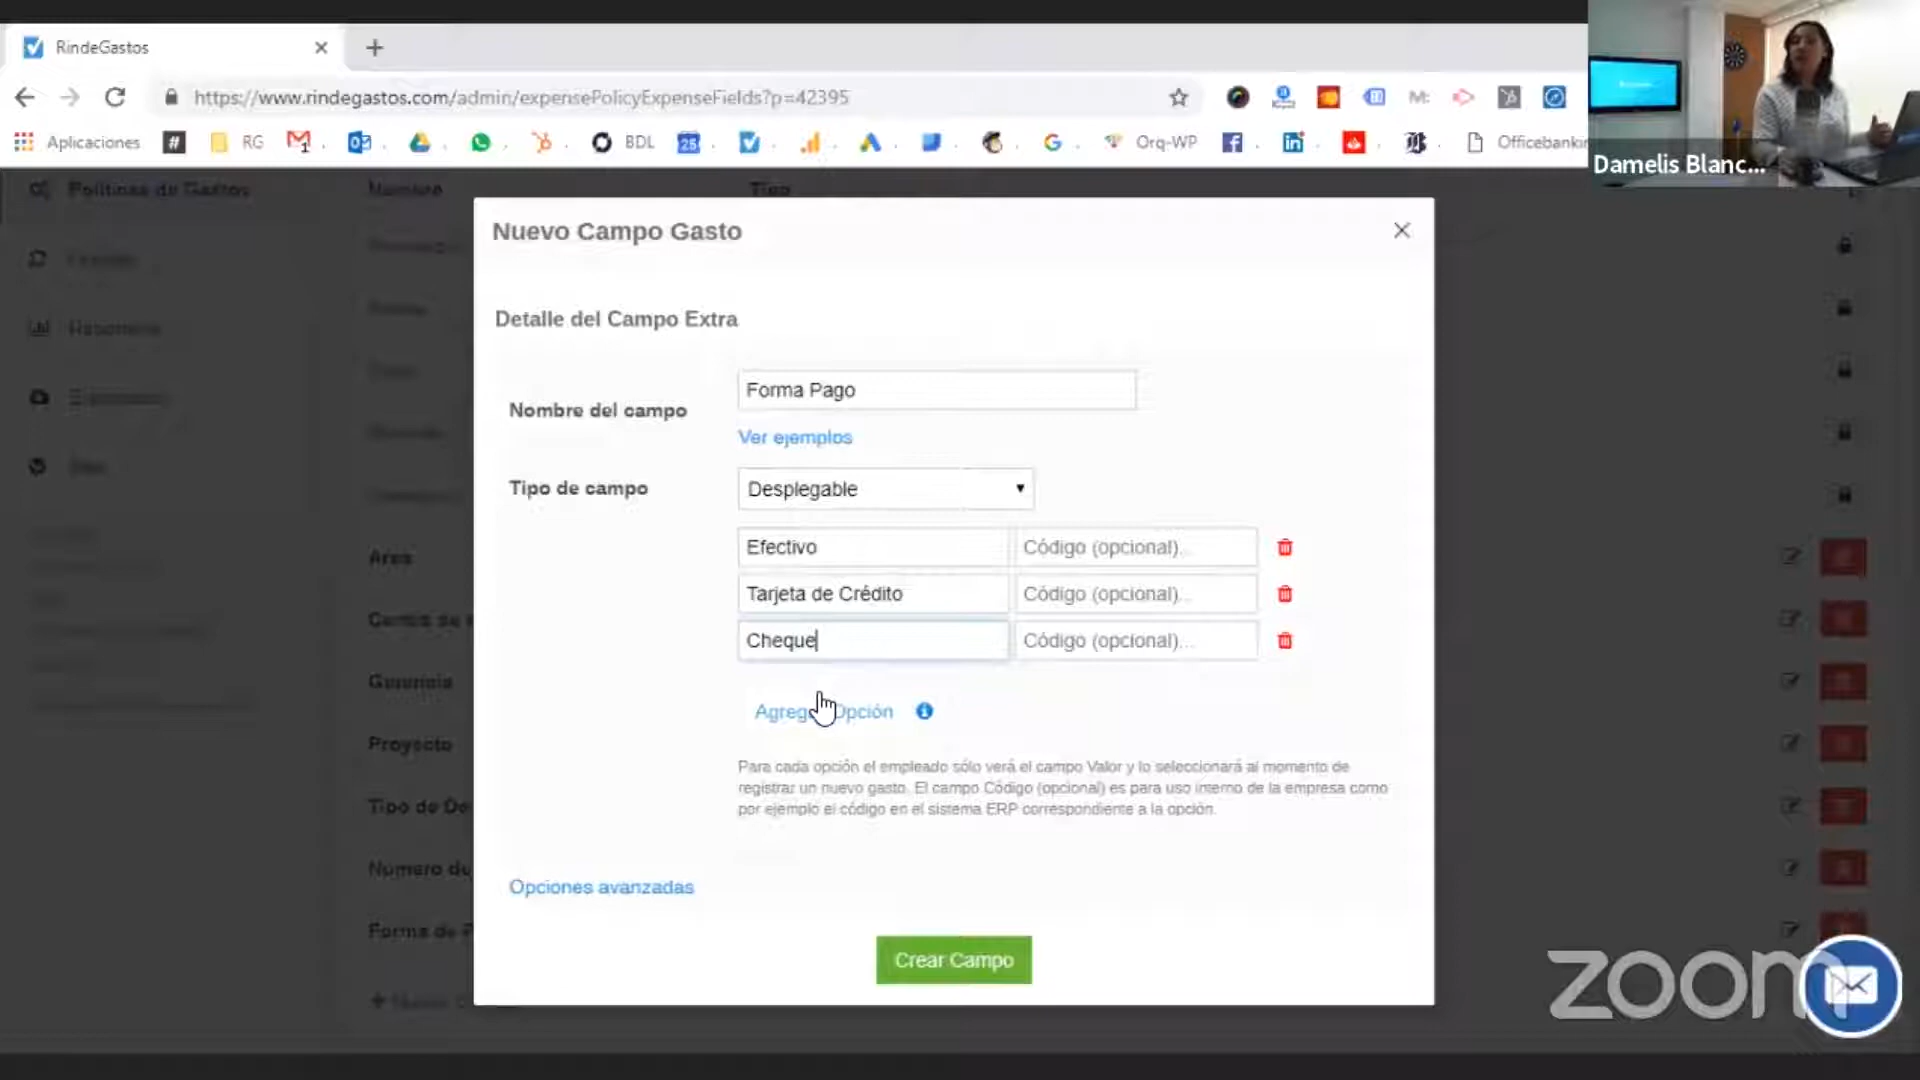 RindeGastos
https://www.rindegastos.com/admin/expensePolicyExpenseFields?p=42395
Aplicaciones
RG
BDL
Orq-WP
Officebankin
Damelis Blanc...
Políticas de Gastos
Nombre
Tipo
Nuevo Campo Gasto
Detalle del Campo Extra
Nombre del campo
Forma Pago
Ver ejemplos
Tipo de campo
Desplegable
Efectivo
Código (opcional)...
Tarjeta de Crédito
Código (opcional)...
Cheque
Código (opcional)...
Agregar Opción
Para cada opción el empleado sólo verá el campo Valor y lo seleccionará al momento de
registrar un nuevo gasto. El campo Código (opcional) es para uso interno de la empresa como
por ejemplo el código en el sistema ERP correspondiente a la opción.
Opciones avanzadas
Crear Campo
Area
Gerencia
Proyecto
Tipo de De
Numero du
Forma de P
zoom